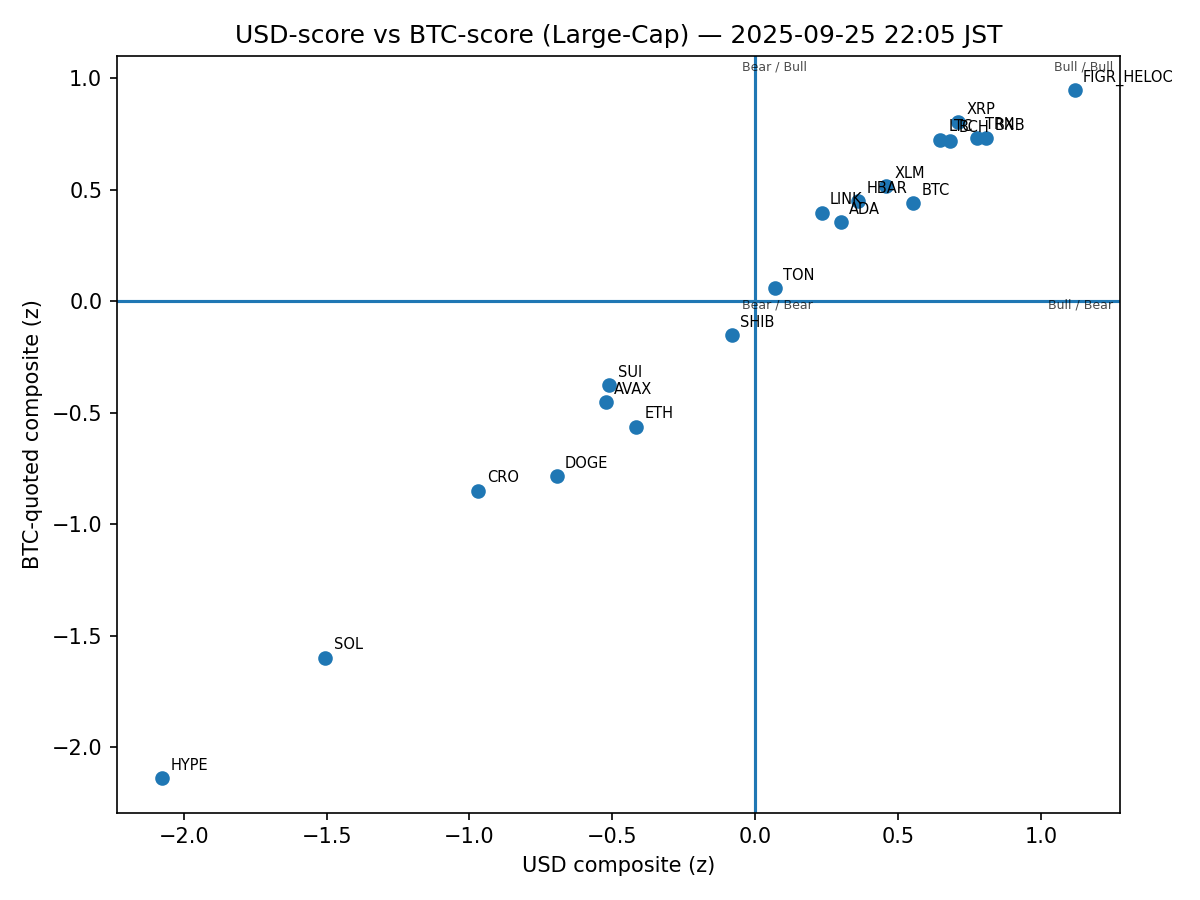 USD-score vs BTC-score (Large-Cap) — 2025-09-25 22:05 JST
Bear / Bull
Bull / Bull
FIGR_HELOC
XRP
LTC
BCH
TRX
BNB
XLM
HBAR
BTC
LINK
ADA
TON
Bear / Bear
Bull / Bear
SHIB
SUI
AVAX
ETH
DOGE
CRO
SOL
HYPE
1.0
0.5
0.0
−0.5
−1.0
−1.5
−2.0
BTC-quoted composite (z)
−2.0
−1.5
−1.0
−0.5
0.0
0.5
1.0
USD composite (z)